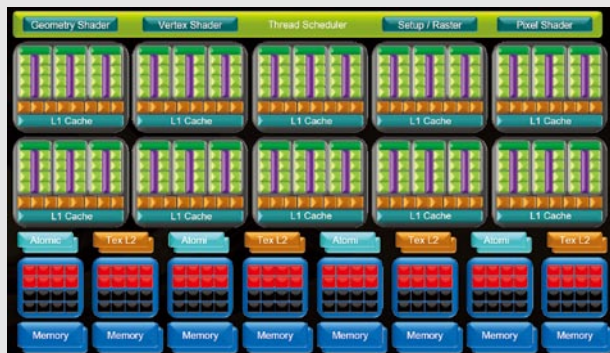 Geometry Shader Vertex Shader Thread Scheduler Setup / Raster Pixel Shader
L1 Cache L1 Cache L1 Cache L1 Cache L1 Cache
L1 Cache L1 Cache L1 Cache L1 Cache L1 Cache
Atomic Tex L2 Atomi Tex L2 Atomi Tex L2 Atomi Tex L2
Memory Memory Memory Memory Memory Memory Memory Memory